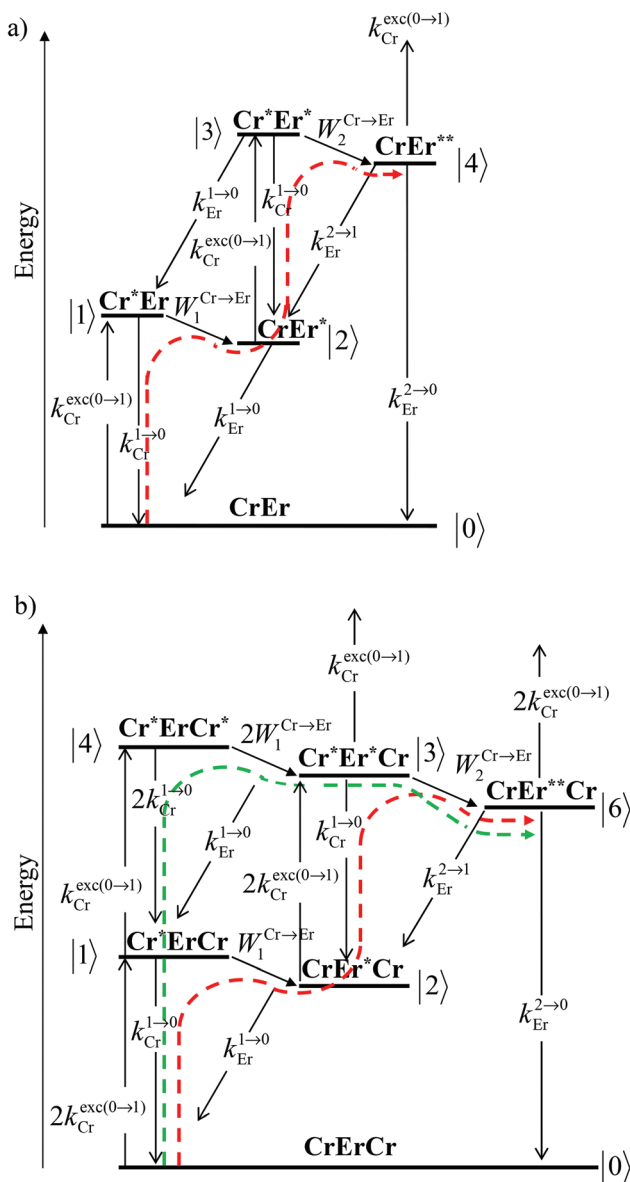 a)
k_Cr^exc(0→1)
Cr*Er* W_2^Cr→Er
|3⟩ CrEr** |4⟩
k_Er^1→0 k_Cr^1→0
k_Cr^exc(0→1) k_Er^2→1
Energy
Cr*Er W_1^Cr→Er
|1⟩ CrEr* |2⟩
k_Cr^exc(0→1) k_Er^2→0
k_Cr^1→0 k_Er^1→0
CrEr |0⟩
b)
k_Cr^exc(0→1)
2k_Cr^exc(0→1)
Cr*ErCr* 2W_1^Cr→Er
|4⟩ Cr*Er*Cr |3⟩ W_2^Cr→Er
CrEr**Cr |6⟩
2k_Cr^1→0 k_Cr^1→0
k_Er^1→0
k_Cr^exc(0→1) 2k_Cr^exc(0→1) k_Er^2→1
Energy
Cr*ErCr W_1^Cr→Er
|1⟩ CrEr*Cr |2⟩
k_Cr^1→0 k_Er^1→0 k_Er^2→0
2k_Cr^exc(0→1)
CrErCr |0⟩